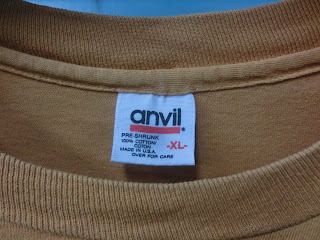 anvil®
PRE-SHRUNK
100% COTTON/
COTON
MADE IN U.S.A.
OVER FOR CARE
-XL-